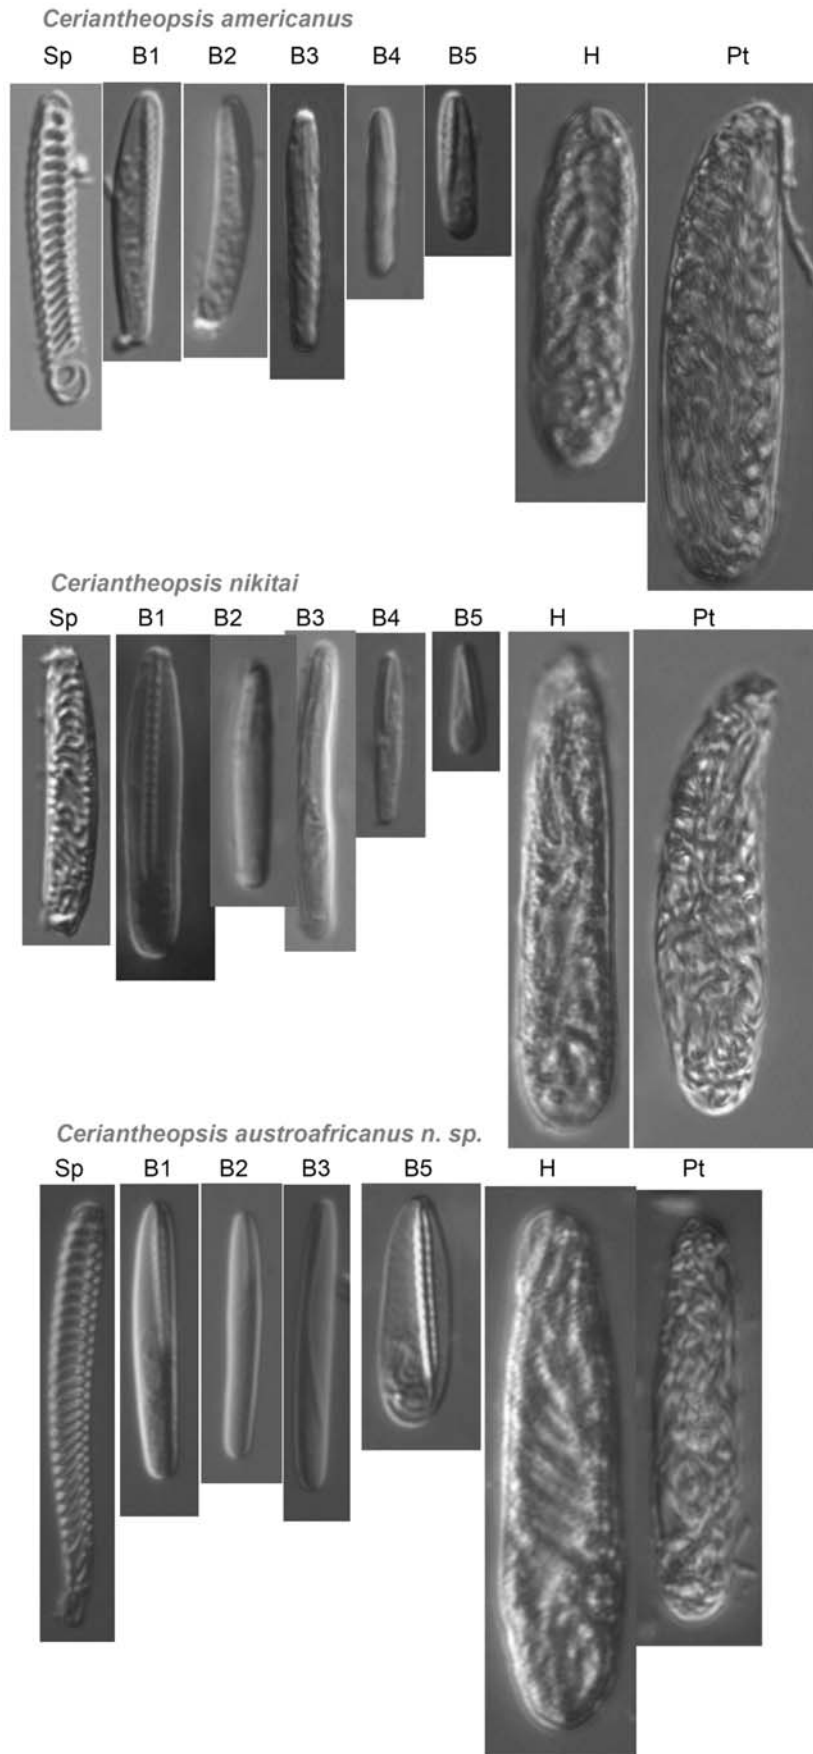 Ceriantheopsis americanus
Sp B1 B2 B3 B4 B5 H Pt
Ceriantheopsis nikitai
Sp B1 B2 B3 B4 B5 H Pt
Ceriantheopsis austroafricanus n. sp.
Sp B1 B2 B3 B5 H Pt